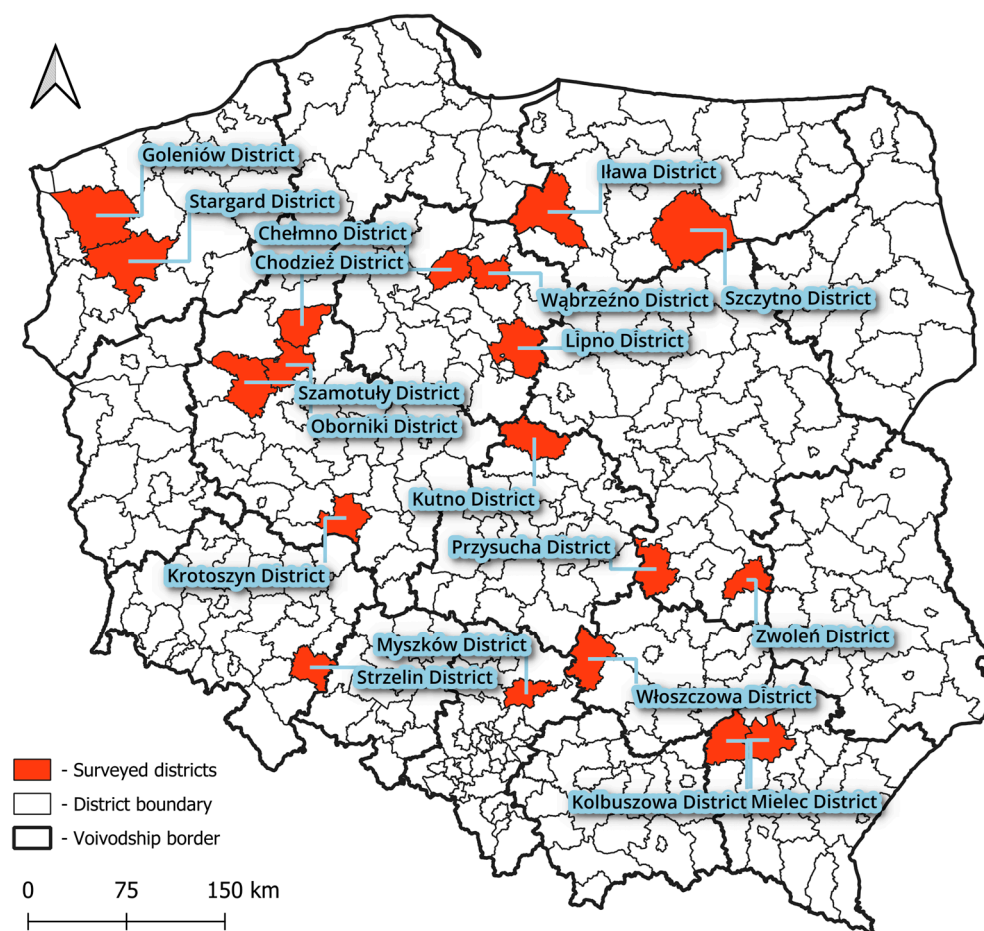 Goleniów District
Iława District
Stargard District
Chełmno District
Chodzież District
Wąbrzeźno District
Szczytno District
Lipno District
Szamotuły District
Oborniki District
Kutno District
Przysucha District
Krotoszyn District
Zwoleń District
Myszków District
Strzelin District
Włoszczowa District
- Surveyed districts
- District boundary
Kolbuszowa District
Mielec District
- Voivodship border
0 75 150 km